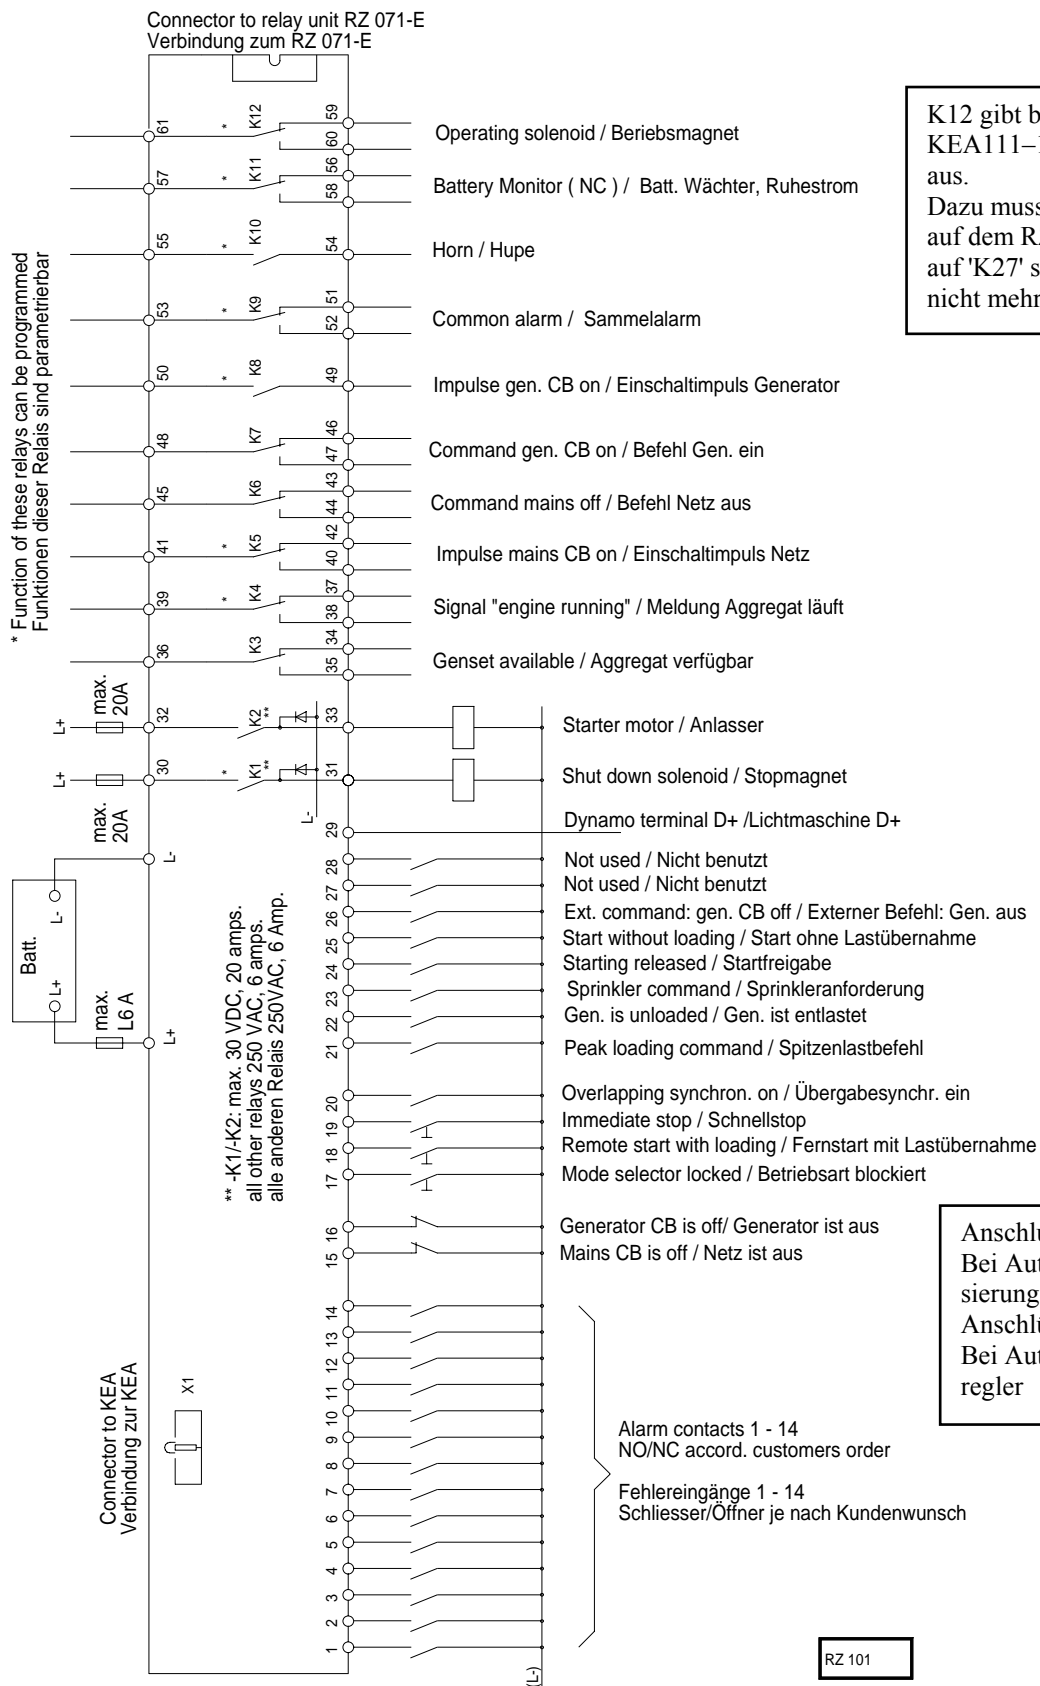 Connector to relay unit RZ 071-E
Verbindung zum RZ 071-E
61 * K12 59
60
Operating solenoid / Beriebsmagnet
57 * K11 56
58
Battery Monitor ( NC ) / Batt. Wächter, Ruhestrom
55 * K10 54
Horn / Hupe
53 * K9 51
52
Common alarm / Sammelalarm
50 * K8 49
Impulse gen. CB on / Einschaltimpuls Generator
48 K7 46
47
Command gen. CB on / Befehl Gen. ein
45 K6 43
44
Command mains off / Befehl Netz aus
41 * K5 42
40
Impulse mains CB on / Einschaltimpuls Netz
39 * K4 37
38
Signal "engine running" / Meldung Aggregat läuft
36 K3 34
35
Genset available / Aggregat verfügbar
* Function of these relays can be programmed
Funktionen dieser Relais sind parametrierbar
L+ max.
20A
32 K2 ** 33
Starter motor / Anlasser
L+ max.
20A
30 * K1 ** 31
Shut down solenoid / Stopmagnet
L-
29 Dynamo terminal D+ /Lichtmaschine D+
L-
28 Not used / Nicht benutzt
27 Not used / Nicht benutzt
26 Ext. command: gen. CB off / Externer Befehl: Gen. aus
25 Start without loading / Start ohne Lastübernahme
24 Starting released / Startfreigabe
23 Sprinkler command / Sprinkleranforderung
22 Gen. is unloaded / Gen. ist entlastet
21 Peak loading command / Spitzenlastbefehl
Batt.
L-
L+
max.
L6 A
L+
** -K1/-K2: max. 30 VDC, 20 amps.
all other relays 250 VAC, 6 amps.
alle anderen Relais 250VAC, 6 Amp.
20 Overlapping synchron. on / Übergabesynchr. ein
19 Immediate stop / Schnellstop
18 Remote start with loading / Fernstart mit Lastübernahme
17 Mode selector locked / Betriebsart blockiert
16 Generator CB is off/ Generator ist aus
15 Mains CB is off / Netz ist aus
14
13
12
11
10
9
8
7
6
5
4
3
2
1
Connector to KEA
Verbindung zur KEA
X1
Alarm contacts 1 - 14
NO/NC accord. customers order
Fehlereingänge 1 - 14
Schliesser/Öffner je nach Kundenwunsch
(L-)
RZ 101
K12 gibt b
KEA111–
aus.
Dazu muss
auf dem
auf 'K27' s
nicht mehr
Anschlü
Bei Aut
sierung
Anschlü
Bei Aut
regler